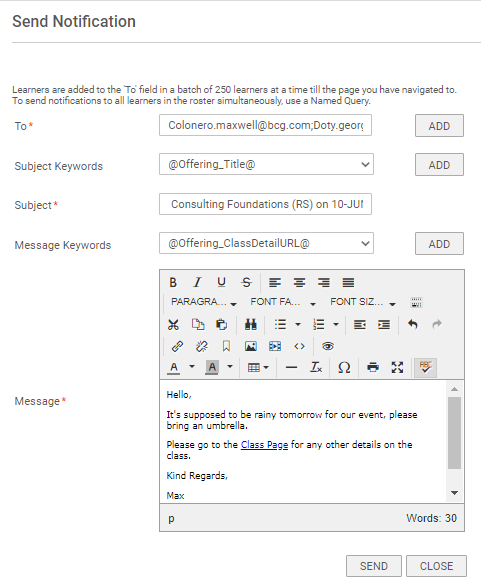 Send Notification
Learners are added to the 'To' field in a batch of 250 learners at a time till the page you have navigated to.
To send notifications to all learners in the roster simultaneously, use a Named Query.
To* Colonero.maxwell@bcg.com;Doty.georg ADD
Subject Keywords @Offering_Title@ ADD
Subject* Consulting Foundations (RS) on 10-JUN
Message Keywords @Offering_ClassDetailURL@ ADD
B I U S
PARAGRA... FONT FA... FONT SIZ...
A A Ix Ω ABC
Message*
Hello,
It's supposed to be rainy tomorrow for our event, please
bring an umbrella.
Please go to the Class Page for any other details on the
class.
Kind Regards,
Max
p Words: 30
SEND CLOSE